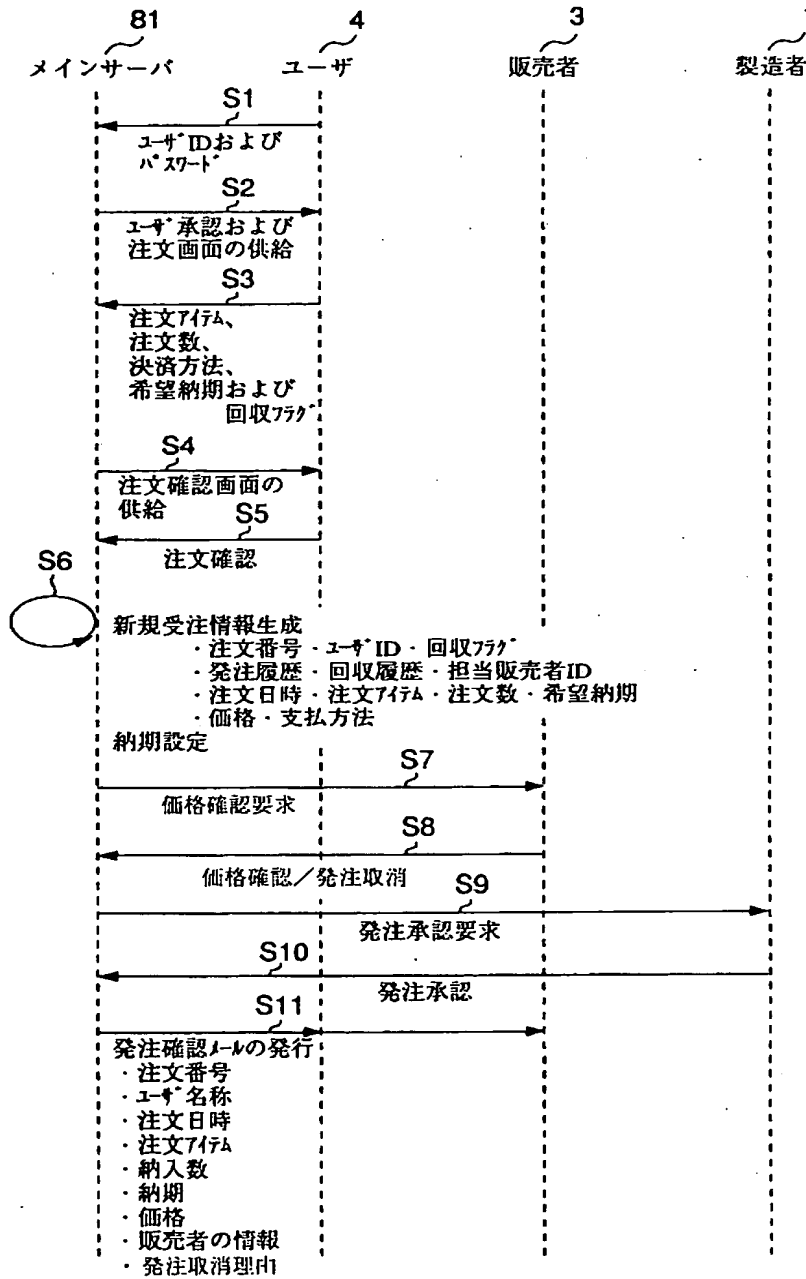 81
4
3
メインサーバ
ユーザ
販売者
製造者
S1
ユーザIDおよび
パスワード
S2
ユーザ承認および
注文画面の供給
S3
注文アイテム、
注文数、
決済方法、
希望納期および
回収フラグ
S4
注文確認画面の
供給
S5
注文確認
S6
新規受注情報生成
・注文番号・ユーザID・回収フラグ
・発注履歴・回収履歴・担当販売者ID
・注文日時・注文アイテム・注文数・希望納期
・価格・支払方法
納期設定
S7
価格確認要求
S8
価格確認／発注取消
S9
発注承認要求
S10
発注承認
S11
発注確認メールの発行
・注文番号
・ユーザ名称
・注文日時
・注文アイテム
・納入数
・納期
・価格
・販売者の情報
・発注取消理由